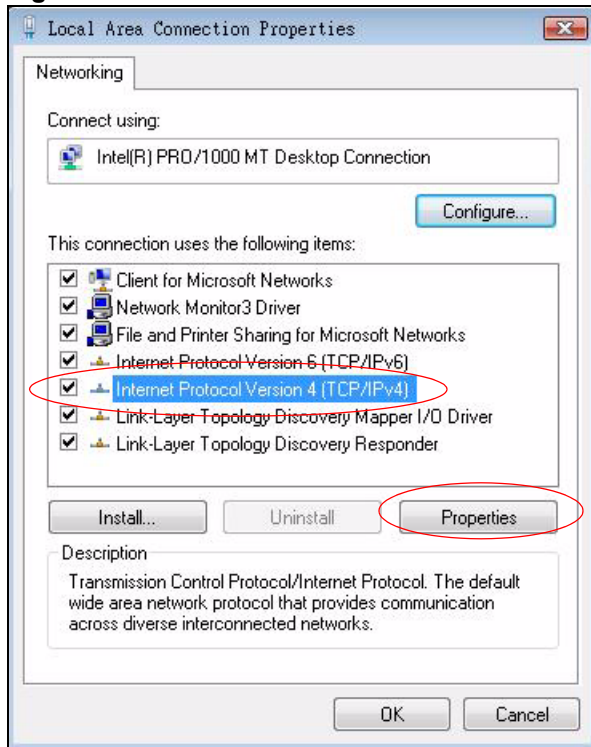 Local Area Connection Properties
Networking
Connect using:
Intel(R) PRO/1000 MT Desktop Connection
Configure...
This connection uses the following items:
Client for Microsoft Networks
Network Monitor3 Driver
File and Printer Sharing for Microsoft Networks
Internet Protocol Version 6 (TCP/IPv6)
Internet Protocol Version 4 (TCP/IPv4)
Link-Layer Topology Discovery Mapper I/O Driver
Link-Layer Topology Discovery Responder
Install... Uninstall Properties
Description
Transmission Control Protocol/Internet Protocol. The default
wide area network protocol that provides communication
across diverse interconnected networks.
OK Cancel